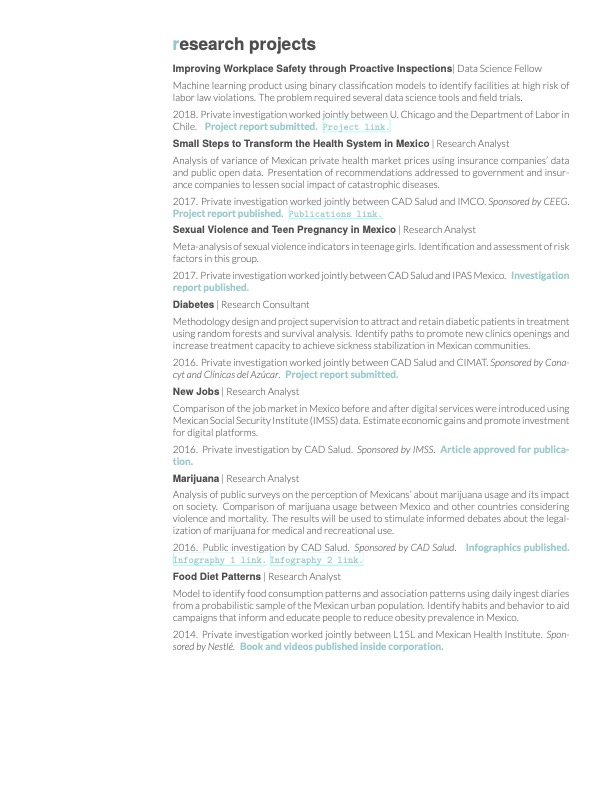 research projects
Improving Workplace Safety through Proactive Inspections| Data Science Fellow
Machine learning product using binary classification models to identify facilities at high risk of
labor law violations. The problem required several data science tools and field trials.
2018. Private investigation worked jointly between U. Chicago and the Department of Labor in
Chile. Project report submitted. Project link.
Small Steps to Transform the Health System in Mexico | Research Analyst
Analysis of variance of Mexican private health market prices using insurance companies' data
and public open data. Presentation of recommendations addressed to government and insur-
ance companies to lessen social impact of catastrophic diseases.
2017. Private investigation worked jointly between CAD Salud and IMCO. Sponsored by CEEG.
Project report published. Publications link.
Sexual Violence and Teen Pregnancy in Mexico | Research Analyst
Meta-analysis of sexual violence indicators in teenage girls. Identification and assessment of risk
factors in this group.
2017. Private investigation worked jointly between CAD Salud and IPAS Mexico. Investigation
report published.
Diabetes | Research Consultant
Methodology design and project supervision to attract and retain diabetic patients in treatment
using random forests and survival analysis. Identify paths to promote new clinics openings and
increase treatment capacity to achieve sickness stabilization in Mexican communities.
2016. Private investigation worked jointly between CAD Salud and CIMAT. Sponsored by Cona-
cyt and Clínicas del Azúcar. Project report submitted.
New Jobs | Research Analyst
Comparison of the job market in Mexico before and after digital services were introduced using
Mexican Social Security Institute (IMSS) data. Estimate economic gains and promote investment
for digital platforms.
2016. Private investigation by CAD Salud. Sponsored by IMSS. Article approved for publica-
tion.
Marijuana | Research Analyst
Analysis of public surveys on the perception of Mexicans' about marijuana usage and its impact
on society. Comparison of marijuana usage between Mexico and other countries considering
violence and mortality. The results will be used to stimulate informed debates about the legal-
ization of marijuana for medical and recreational use.
2016. Public investigation by CAD Salud. Sponsored by CAD Salud. Infographics published.
Infography 1 link. Infography 2 link.
Food Diet Patterns | Research Analyst
Model to identify food consumption patterns and association patterns using daily ingest diaries
from a probabilistic sample of the Mexican urban population. Identify habits and behavior to aid
campaigns that inform and educate people to reduce obesity prevalence in Mexico.
2014. Private investigation worked jointly between L15L and Mexican Health Institute. Spon-
sored by Nestlé. Book and videos published inside corporation.